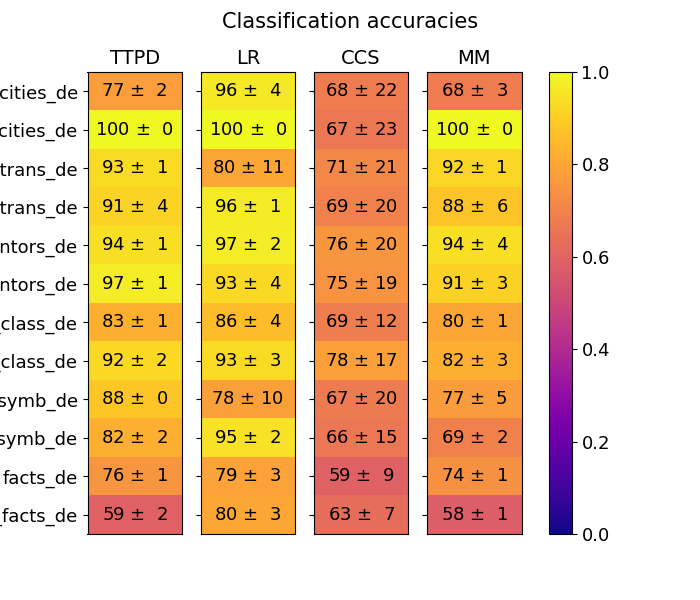 Classification accuracies
TTPD LR CCS MM
cities_de 77 ± 2 96 ± 4 68 ± 22 68 ± 3 1.0
cities_de 100 ± 0 100 ± 0 67 ± 23 100 ± 0
trans_de 93 ± 1 80 ± 11 71 ± 21 92 ± 1 0.8
trans_de 91 ± 4 96 ± 1 69 ± 20 88 ± 6
ntors_de 94 ± 1 97 ± 2 76 ± 20 94 ± 4
ntors_de 97 ± 1 93 ± 4 75 ± 19 91 ± 3 0.6
_class_de 83 ± 1 86 ± 4 69 ± 12 80 ± 1
_class_de 92 ± 2 93 ± 3 78 ± 17 82 ± 3 0.4
symb_de 88 ± 0 78 ± 10 67 ± 20 77 ± 5
symb_de 82 ± 2 95 ± 2 66 ± 15 69 ± 2 0.2
facts_de 76 ± 1 79 ± 3 59 ± 9 74 ± 1
_facts_de 59 ± 2 80 ± 3 63 ± 7 58 ± 1 0.0